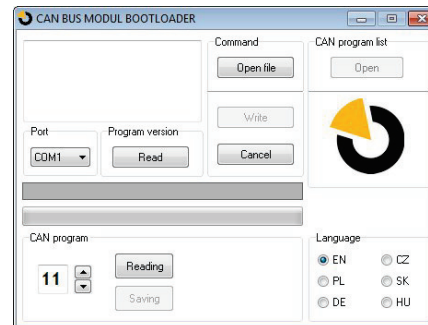 CAN BUS MODUL BOOTLOADER
Command
CAN program list
Open file
Open
Write
Port
Program version
COM1
Read
Cancel
CAN program
Language
11
Reading
Saving
EN
CZ
PL
SK
DE
HU